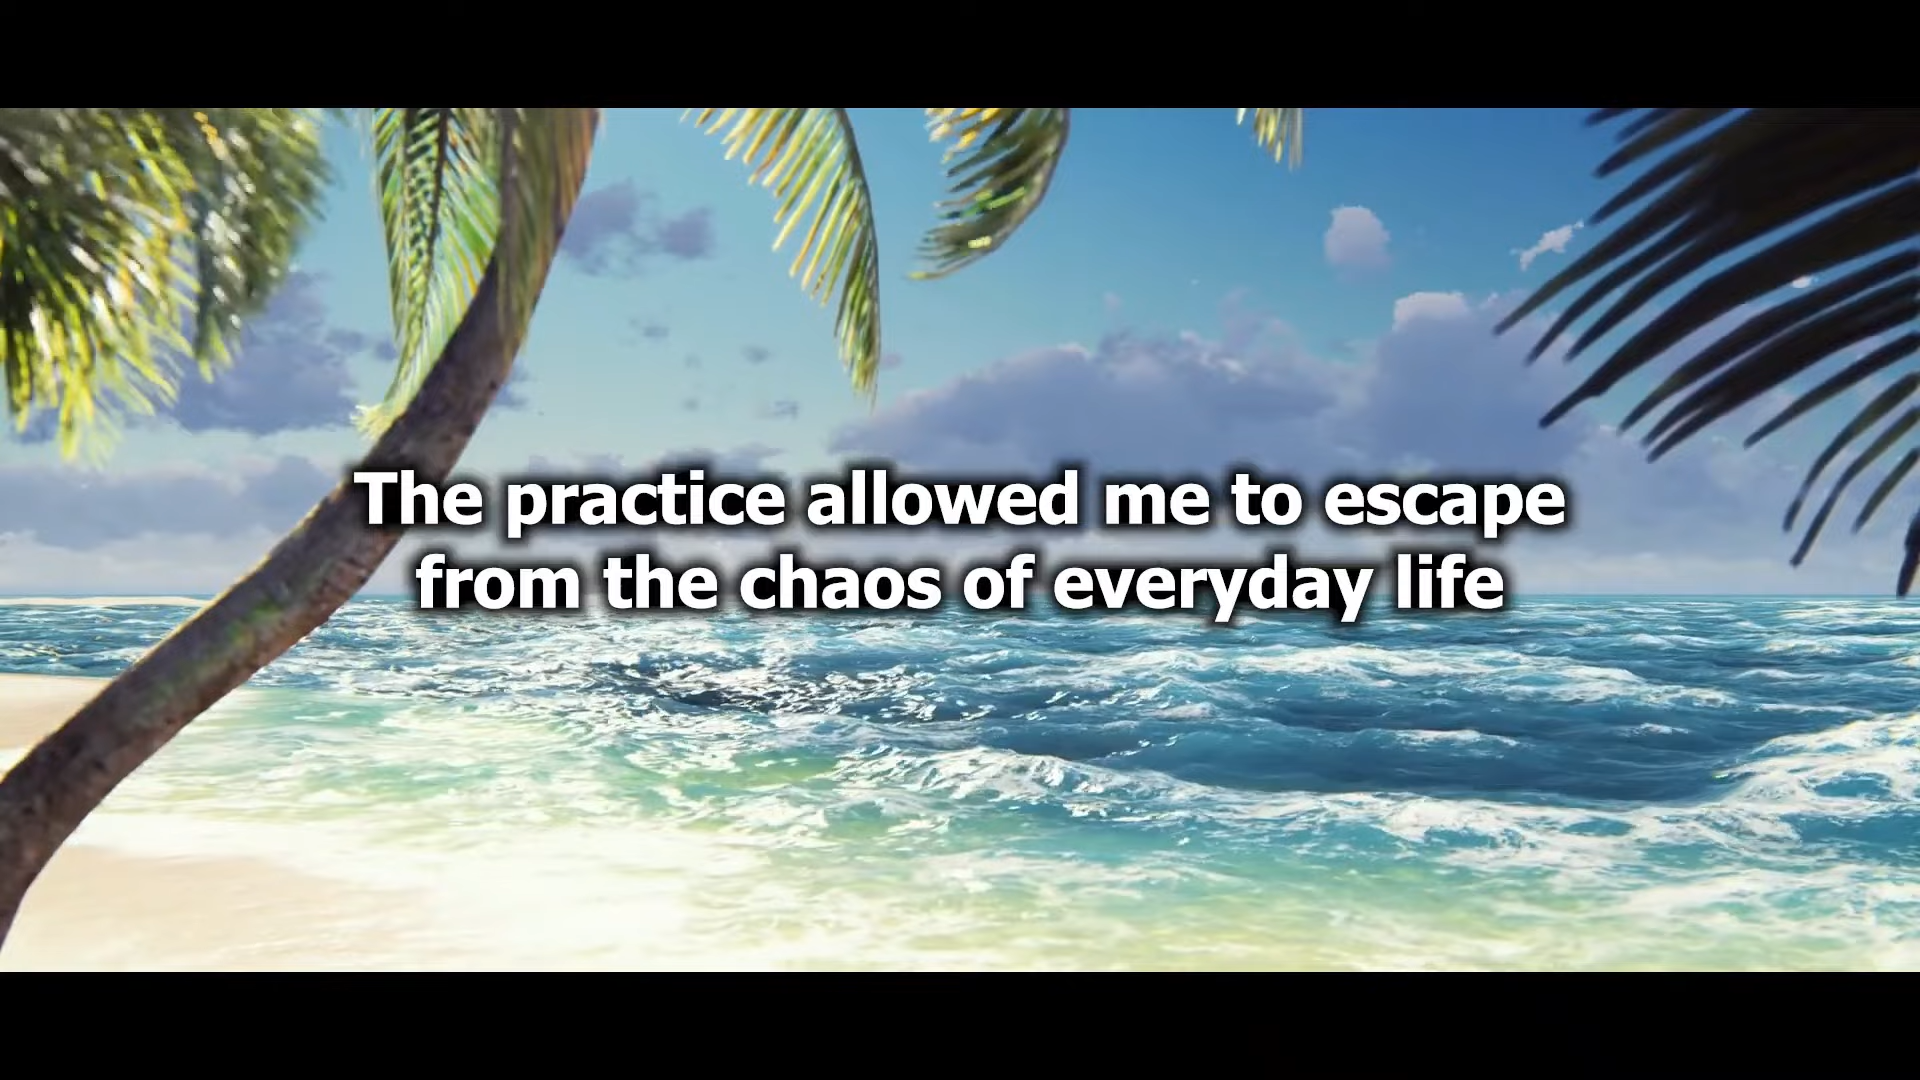 The practice allowed me to escape
from the chaos of everyday life